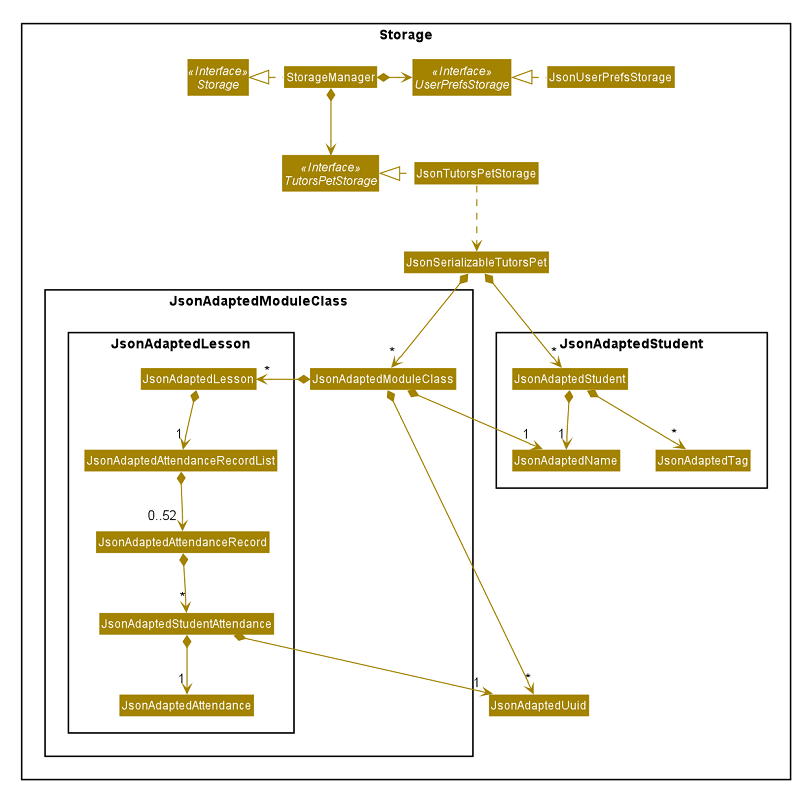 Storage
«Interface»
Storage
StorageManager
«Interface»
UserPrefsStorage
JsonUserPrefsStorage
«Interface»
TutorsPetStorage
JsonTutorsPetStorage
JsonSerializableTutorsPet
JsonAdaptedModuleClass
JsonAdaptedLesson
JsonAdaptedStudent
*
*
JsonAdaptedLesson
*
JsonAdaptedModuleClass
JsonAdaptedStudent
1
1
1
*
JsonAdaptedAttendanceRecordList
JsonAdaptedName
JsonAdaptedTag
0..52
JsonAdaptedAttendanceRecord
*
JsonAdaptedStudentAttendance
1
1
*
JsonAdaptedAttendance
JsonAdaptedUuid